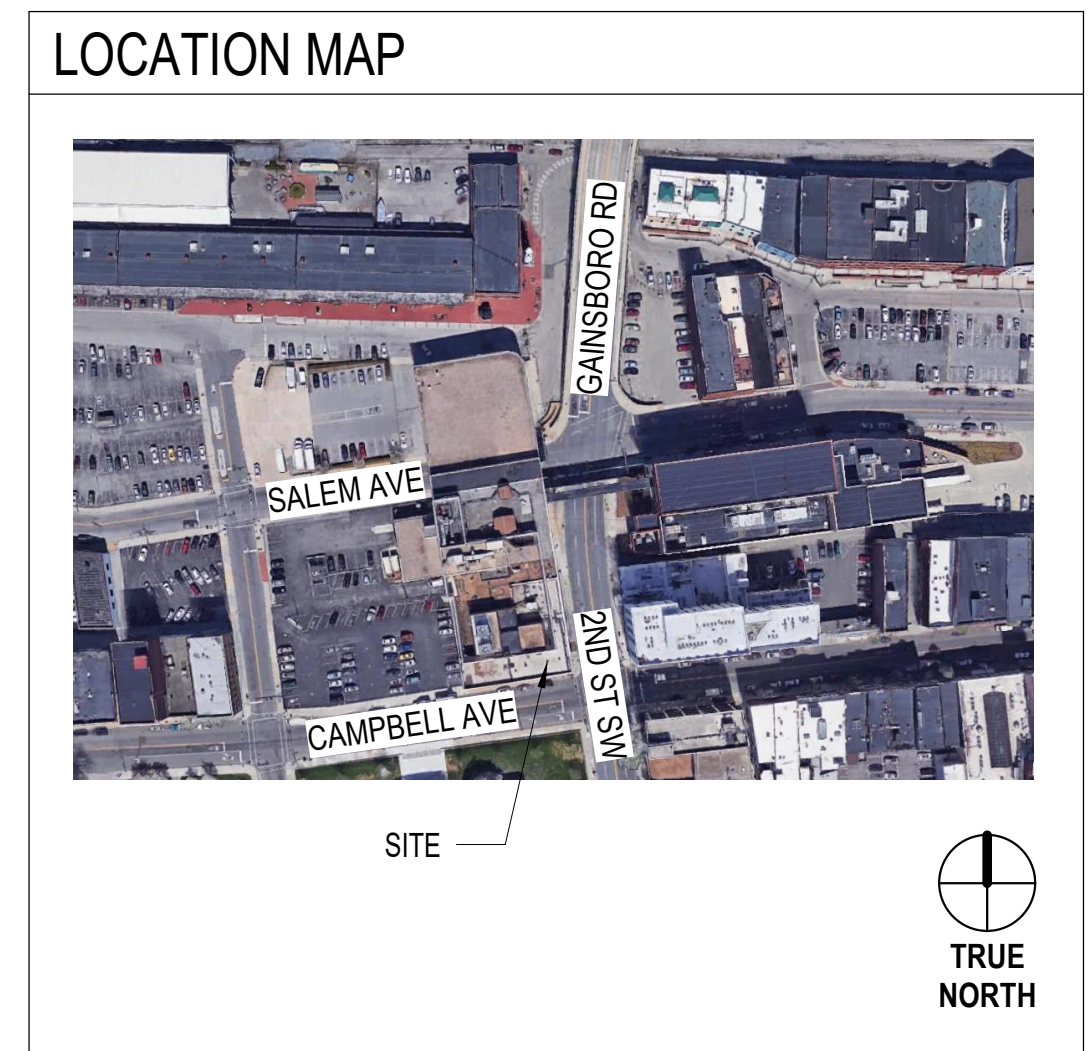 LOCATION MAP
GAINSBORO RD
SALEM AVE
2ND ST SW
CAMPBELL AVE
SITE
TRUE
NORTH